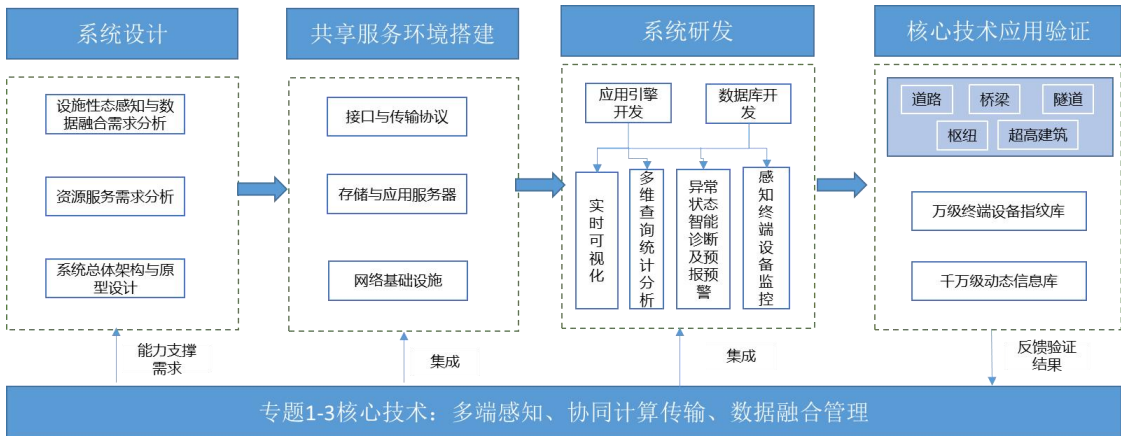 系统设计
共享服务环境搭建
系统研发
核心技术应用验证
设施性态感知与数
据融合需求分析
资源服务需求分析
系统总体架构与原
型设计
接口与传输协议
存储与应用服务器
网络基础设施
应用引擎
开发
数据库开
发
实时可视化
多维查询统计分析
异常
状态
智能
诊断
及预
报预
警
感知终端设备监控
道路
桥梁
隧道
枢纽
超高建筑
万级终端设备指纹库
千万级动态信息库
能力支撑
需求
集成
集成
反馈验证
结果
专题1-3核心技术：多端感知、协同计算传输、数据融合管理